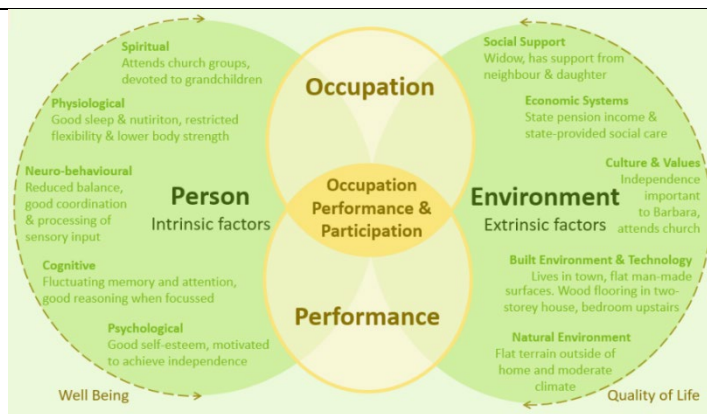 Spiritual
Attends church groups,
devoted to grandchildren
Physiological
Good sleep & nutiriton, restricted
flexibility & lower body strength
Neuro-behavioural
Reduced balance,
good coordination
& processing of
sensory input
Person
Intrinsic factors
Cognitive
Fluctuating memory and attention,
good reasoning when focussed
Psychological
Good self-esteem, motivated
to achieve independence
Well Being
Occupation
Occupation
Performance &
Participation
Performance
Social Support
Widow, has support from
neighbour & daughter
Economic Systems
State pension income &
state-provided social care
Culture & Values
Independence
important
to Barbara,
attends church
Environment
Extrinsic factors
Built Environment & Technology
Lives in town, flat man-made
surfaces. Wood flooring in two-
storey house, bedroom upstairs
Natural Environment
Flat terrain outside of
home and moderate
climate
Quality of Life